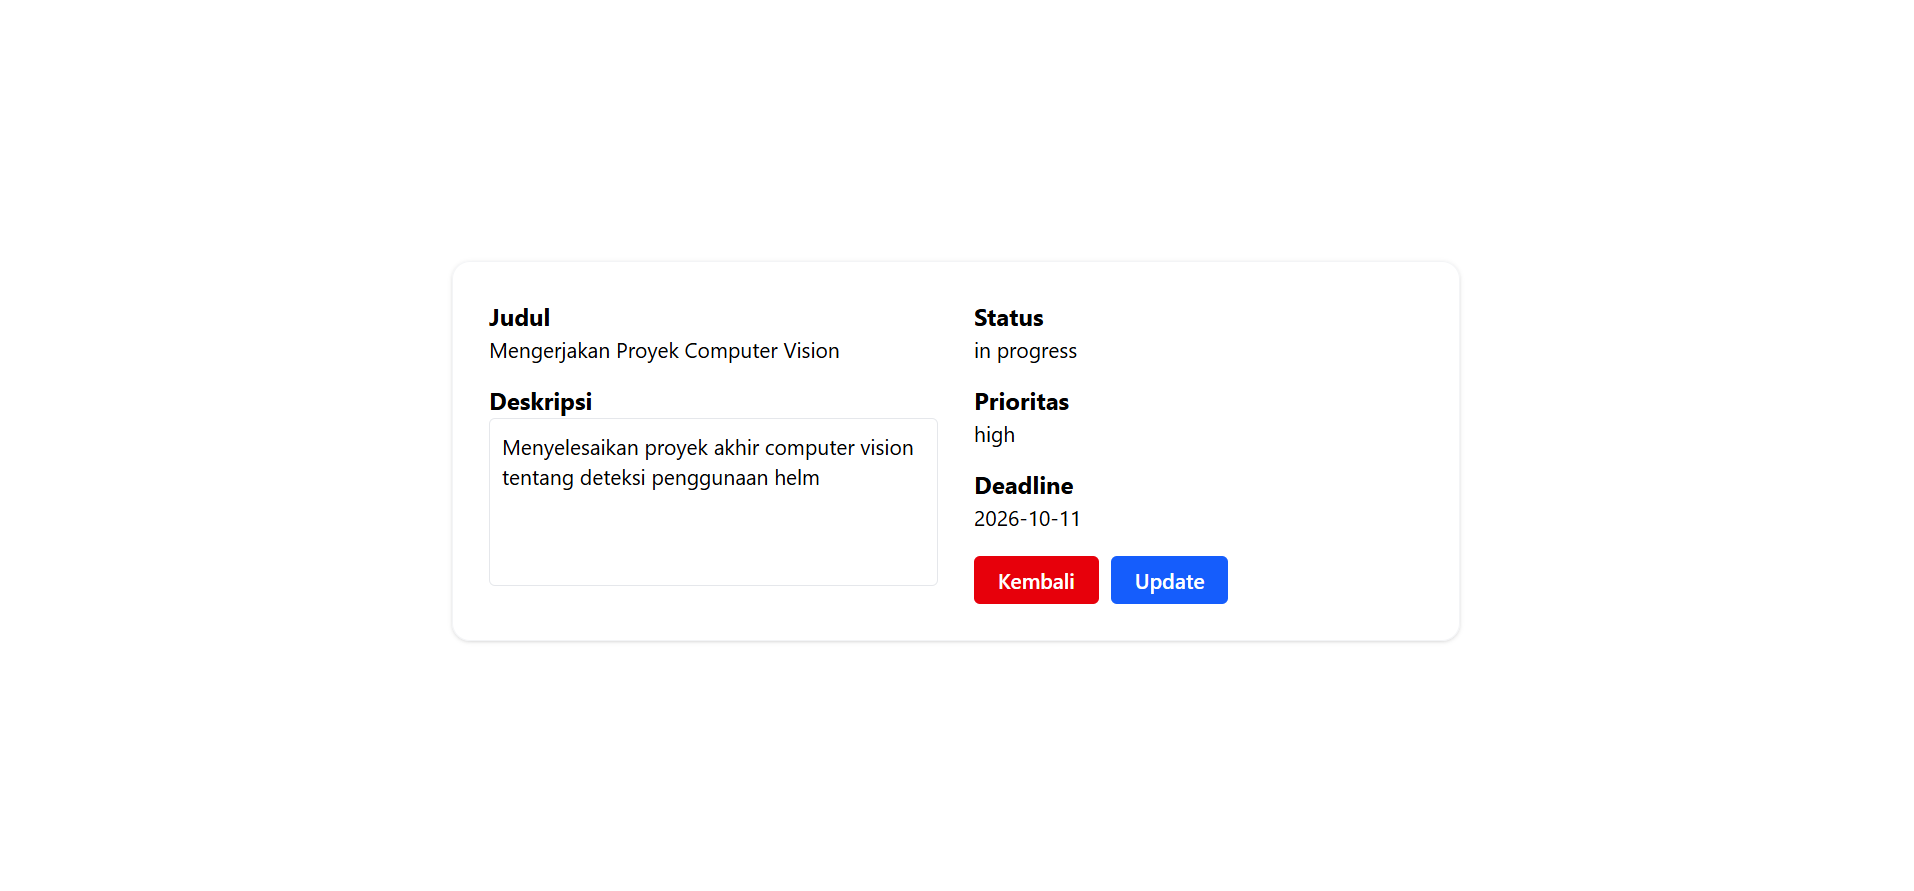 Judul
Mengerjakan Proyek Computer Vision
Deskripsi
Menyelesaikan proyek akhir computer vision
tentang deteksi penggunaan helm
Status
in progress
Prioritas
high
Deadline
2026-10-11
Kembali
Update